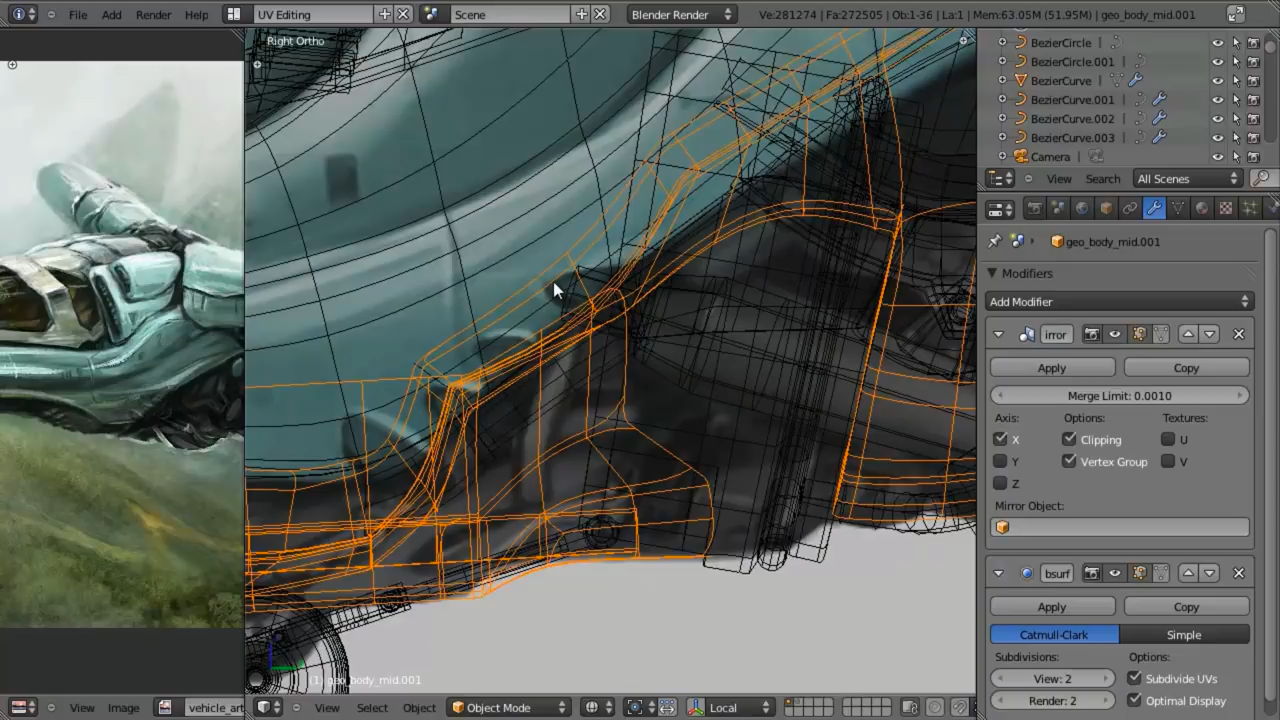 File Add Render Help UV Editing Scene Blender Render Ve:281274 | Fa:272505 | Ob:1-36 | La:1 | Mem:63.05M (51.95M) | geo_body_mid.001
Right Ortho
BezierCircle
BezierCircle.001
BezierCurve
BezierCurve.001
BezierCurve.002
BezierCurve.003
Camera
View Search All Scenes
geo_body_mid.001
Modifiers
Add Modifier
irror
Apply Copy
Merge Limit: 0.0010
Axis: Options: Textures:
X Clipping U
Y Vertex Group V
Z
Mirror Object:
bsurf
Apply Copy
Catmull-Clark Simple
Subdivisions: Options:
View: 2 Subdivide UVs
Render: 2 Optimal Display
(1) geo_body_mid.001
View Image vehicle_art View Select Object Object Mode Local